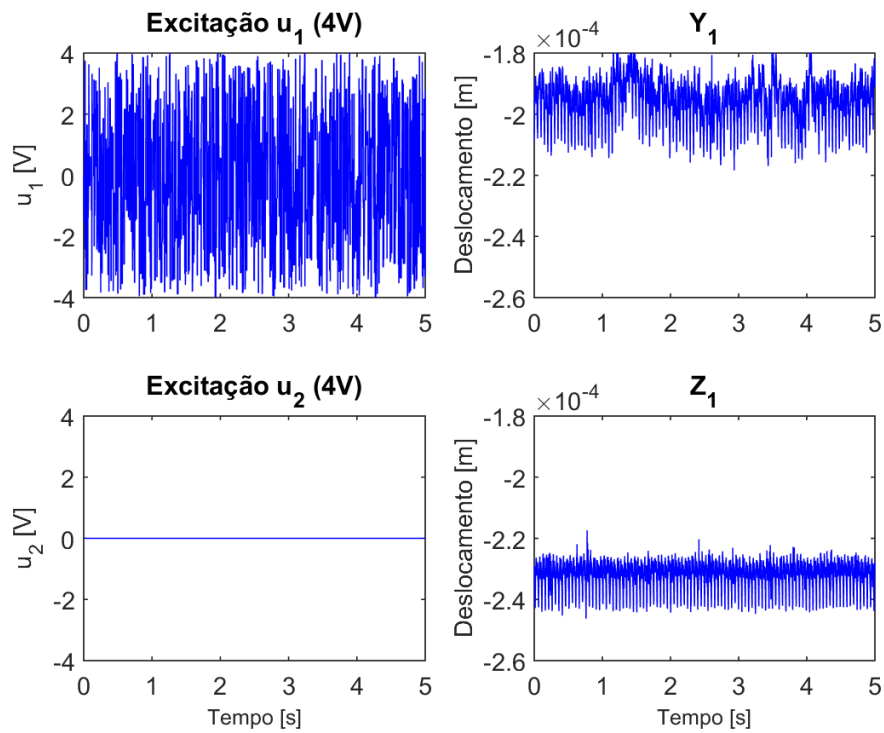 Excitação u₁ (4V)
u₁ [V]
4
2
0
-2
-4
0 1 2 3 4 5
Y₁
×10⁻⁴
Deslocamento [m]
-1.8
-2
-2.2
-2.4
-2.6
0 1 2 3 4 5
Excitação u₂ (4V)
u₂ [V]
4
2
0
-2
-4
0 1 2 3 4 5
Tempo [s]
Z₁
×10⁻⁴
Deslocamento [m]
-1.8
-2
-2.2
-2.4
-2.6
0 1 2 3 4 5
Tempo [s]